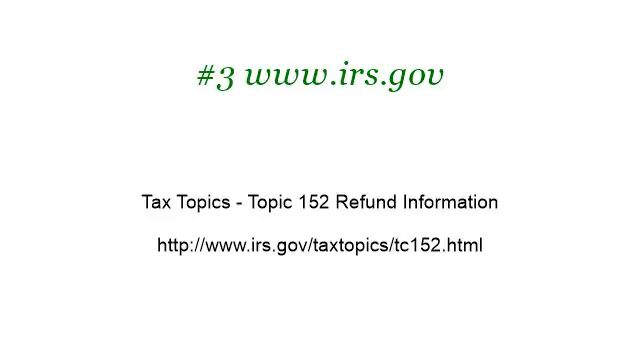 #3 www.irs.gov
Tax Topics - Topic 152 Refund Information
http://www.irs.gov/taxtopics/tc152.html